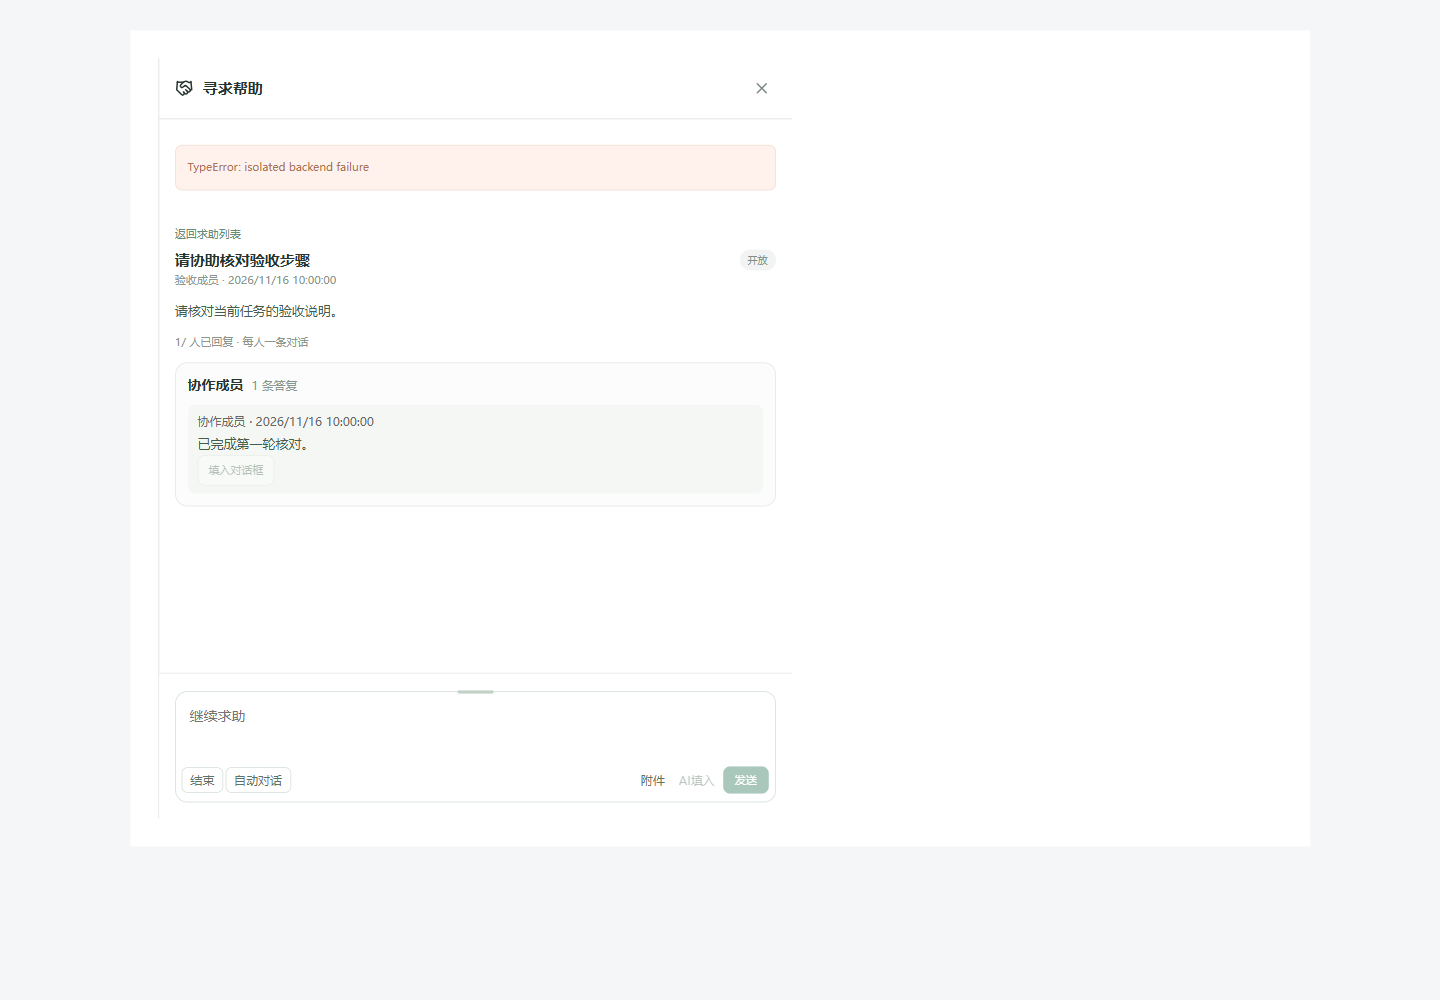 寻求帮助
TypeError: isolated backend failure
返回求助列表
请协助核对验收步骤
开放
验收成员 · 2026/11/16 10:00:00
请核对当前任务的验收说明。
1/ 人已回复 · 每人一条对话
协作成员 1 条答复
协作成员 · 2026/11/16 10:00:00
已完成第一轮核对。
填入对话框
继续求助
结束 自动对话 附件 AI填入 发送